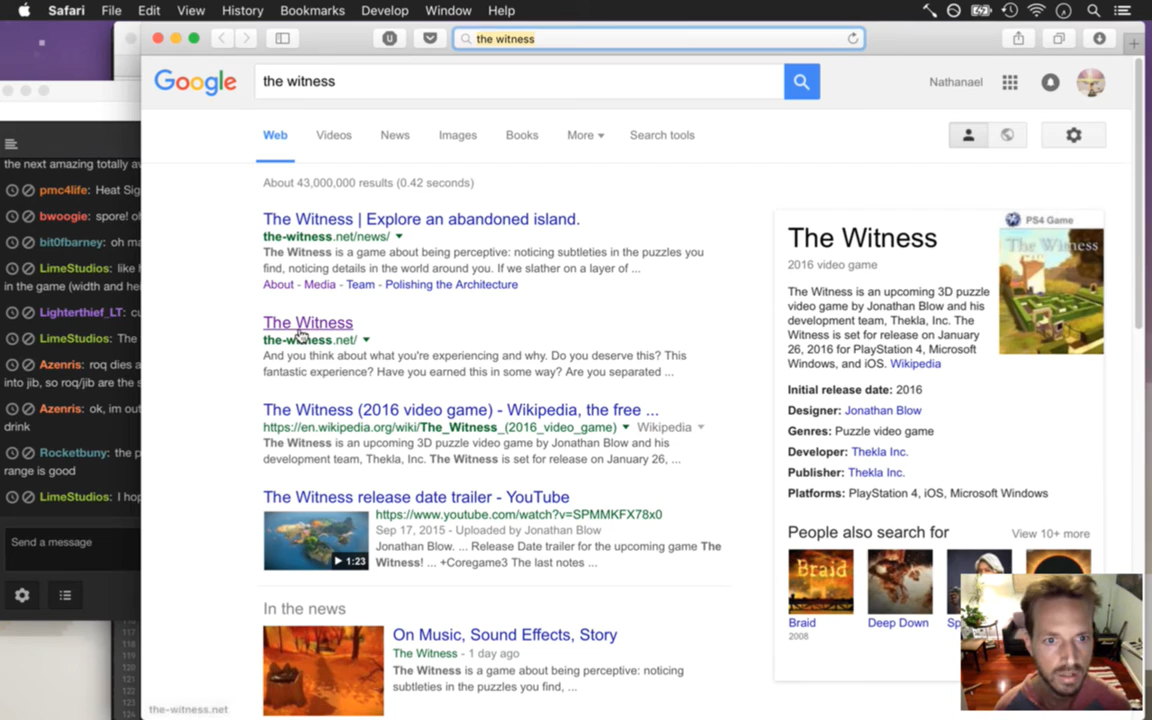 Safari File Edit View History Bookmarks Develop Window Help
the witness
Google
the witness
Nathanael
Web Videos News Images Books More Search tools
About 43,000,000 results (0.42 seconds)
The Witness | Explore an abandoned island.
the-witness.net/news/
The Witness is a game about being perceptive: noticing subtleties in the puzzles you
find, noticing details in the world around you. If we slather on a layer of ...
About - Media - Team - Polishing the Architecture
The Witness
the-witness.net/
And you think about what you're experiencing and why. Do you deserve this? This
fantastic experience? Have you earned this in some way? Are you separated ...
The Witness (2016 video game) - Wikipedia, the free ...
https://en.wikipedia.org/wiki/The_Witness_(2016_video_game) Wikipedia
The Witness is an upcoming 3D puzzle video game by Jonathan Blow and his
development team, Thekla, Inc. The Witness is set for release on January 26, ...
The Witness release date trailer - YouTube
https://www.youtube.com/watch?v=SPMMKFX78x0
Sep 17, 2015 - Uploaded by Jonathan Blow
Jonathan Blow. ... Release Date trailer for the upcoming game The
Witness! ... +Coregame3 The last notes ...
1:23
In the news
On Music, Sound Effects, Story
The Witness - 1 day ago
The Witness is a game about being perceptive: noticing
subtleties in the puzzles you find, ...
PS4 Game
The Witness
The Witness
2016 video game
The Witness is an upcoming 3D puzzle
video game by Jonathan Blow and his
development team, Thekla, Inc. The
Witness is set for release on January
26, 2016 for PlayStation 4, Microsoft
Windows, and iOS. Wikipedia
Initial release date: 2016
Designer: Jonathan Blow
Genres: Puzzle video game
Developer: Thekla Inc.
Publisher: Thekla Inc.
Platforms: PlayStation 4, iOS, Microsoft Windows
People also search for View 10+ more
Braid
Braid
2008
Deep Down
Sp
the next amazing totally av
pmc4life: Heat Sig
bwoogie: spore! o
bit0fbarney: oh ma
LimeStudios: like
in the game (width and he
Lighterthief_LT: cu
LimeStudios: The
Azenris: roq dies a
into jib, so roq/jib are the s
Azenris: ok, im out
drink
Rocketbuny: the p
range is good
LimeStudios: I hop
Send a message
117
118
119
120
121
122
123
124
the-witness.net